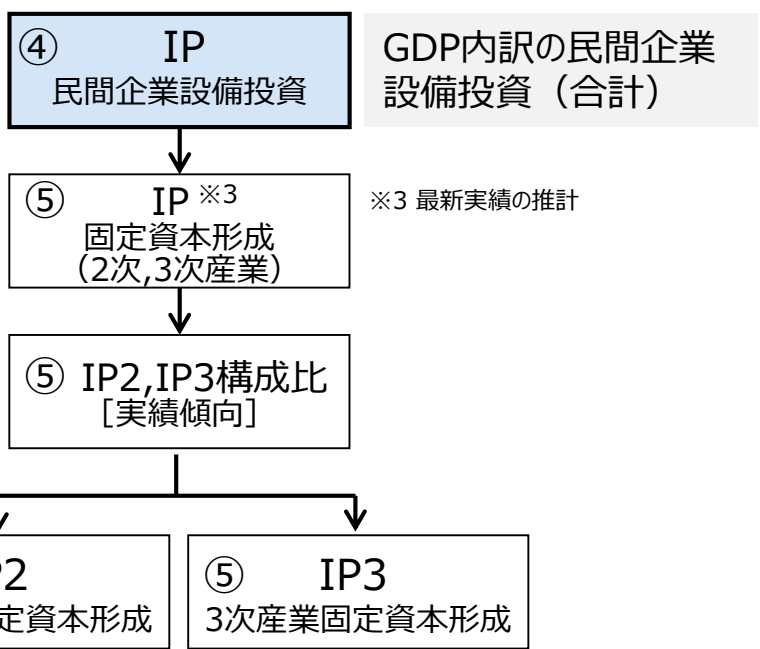 ④ IP
民間企業設備投資
GDP内訳の民間企業
設備投資（合計）
⑤ IP ※3
固定資本形成
（2次,3次産業）
※3 最新実績の推計
⑤ IP2,IP3構成比
［実績傾向］
2
定資本形成
⑤ IP3
3次産業固定資本形成